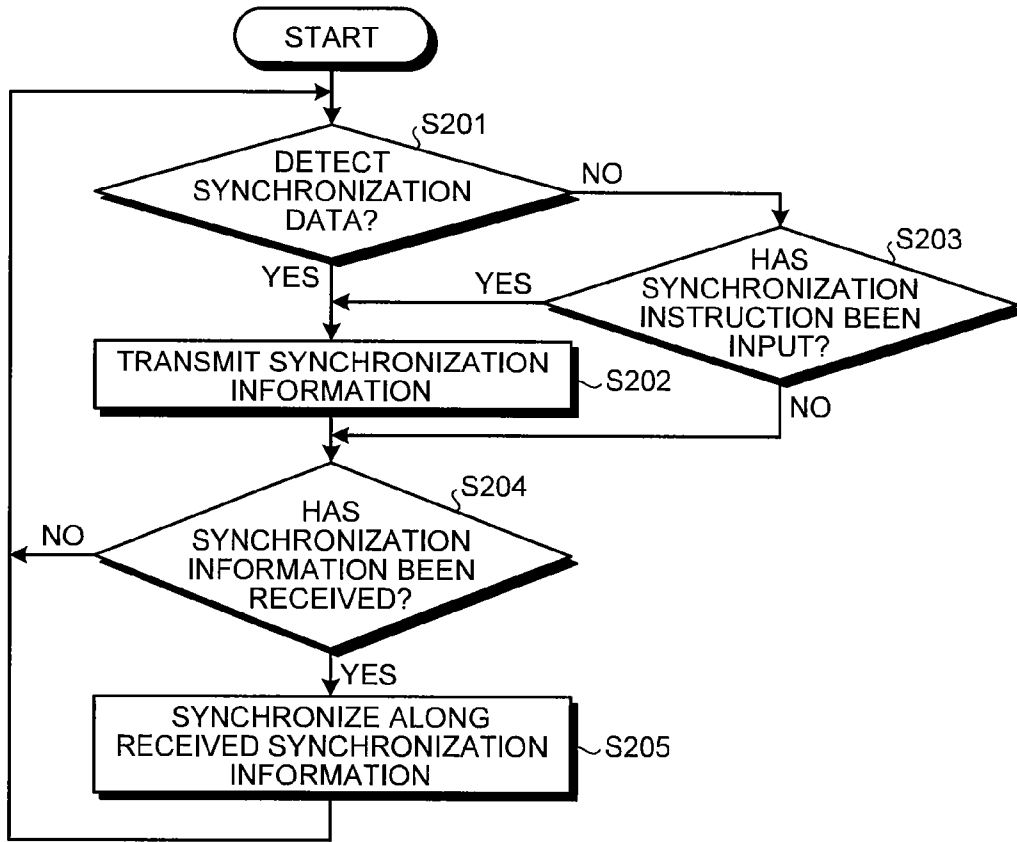 START
S201
DETECT
SYNCHRONIZATION
DATA?
NO
YES
S203
HAS
SYNCHRONIZATION
INSTRUCTION BEEN
INPUT?
YES
NO
TRANSMIT SYNCHRONIZATION
INFORMATION
S202
S204
HAS
SYNCHRONIZATION
INFORMATION BEEN
RECEIVED?
NO
YES
SYNCHRONIZE ALONG
RECEIVED SYNCHRONIZATION
INFORMATION
S205